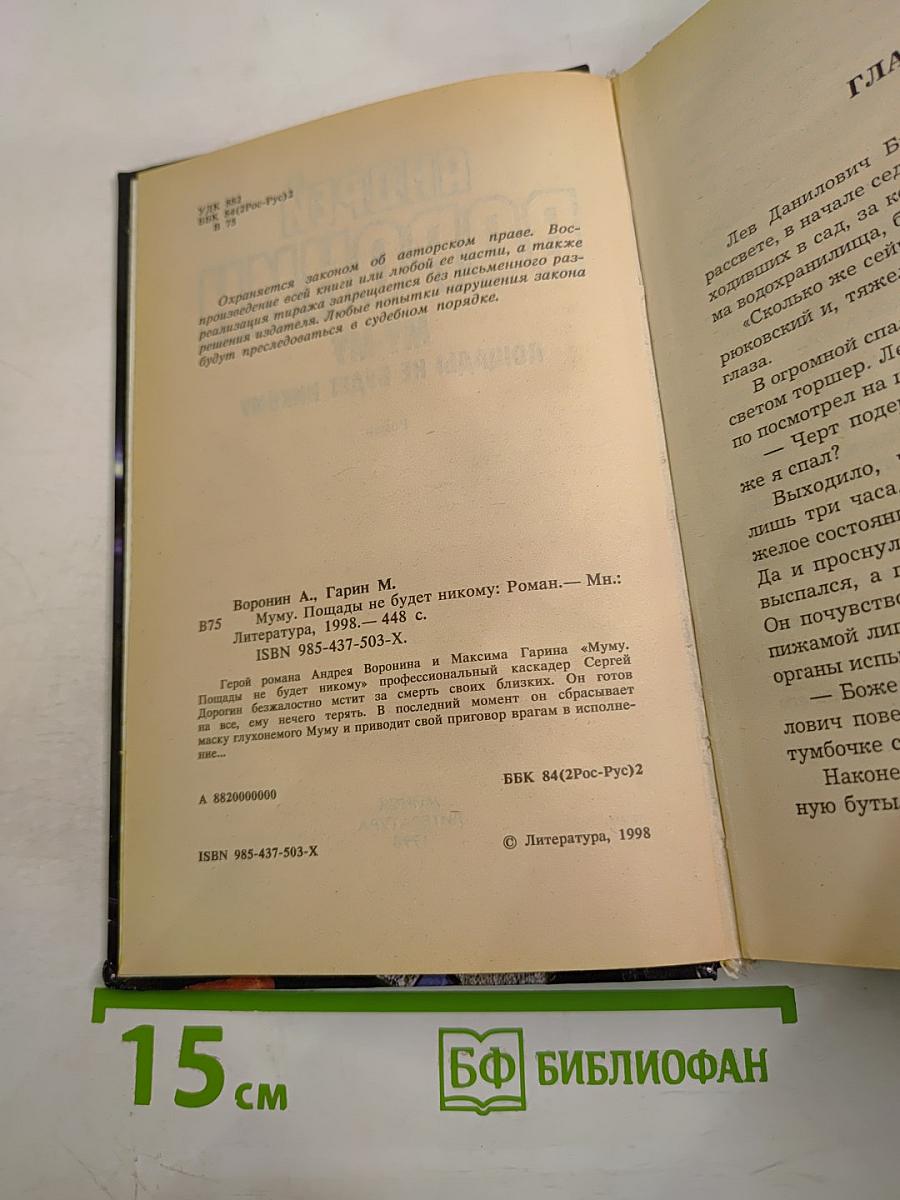 УДК 882
ББК 84(2Рос-Рус)2
В 75
Охраняется законом об авторском праве. Вос-
произведение всей книги или любой ее части, а также
реализация тиража запрещается без письменного раз-
решения издателя. Любые попытки нарушения закона
будут преследоваться в судебном порядке.
Воронин А., Гарин М.
В75 Муму. Пощады не будет никому: Роман.— Мн.:
Литература, 1998.— 448 с.
ISBN 985-437-503-X.
Герой романа Андрея Воронина и Максима Гарина «Муму.
Пощады не будет никому» профессиональный каскадер Сергей
Дорогин безжалостно мстит за смерть своих близких. Он готов
на все, ему нечего терять. В последний момент он сбрасывает
маску глухонемого Муму и приводит свой приговор врагам в исполне-
ние...
ББК 84(2Рос-Рус)2
А 8820000000
ISBN 985-437-503-X
© Литература, 1998
ГЛА
Лев Данилович Б
рассвете, в начале сед
ходивших в сад, за ко
ма водохранилища, б
«Сколько же сей
рюковский и, тяжел
глаза.
В огромной спал
светом торшер. Ле
по посмотрел на ц
— Черт подер
же я спал?
Выходило,
лишь три часа.
желое состояни
Да и проснул
выспался, а г
Он почувство
пижамой лип
органы испы
— Боже
лович пове
тумбочке с
Наконе
ную буты
15 см
БФ БИБЛИОФАН